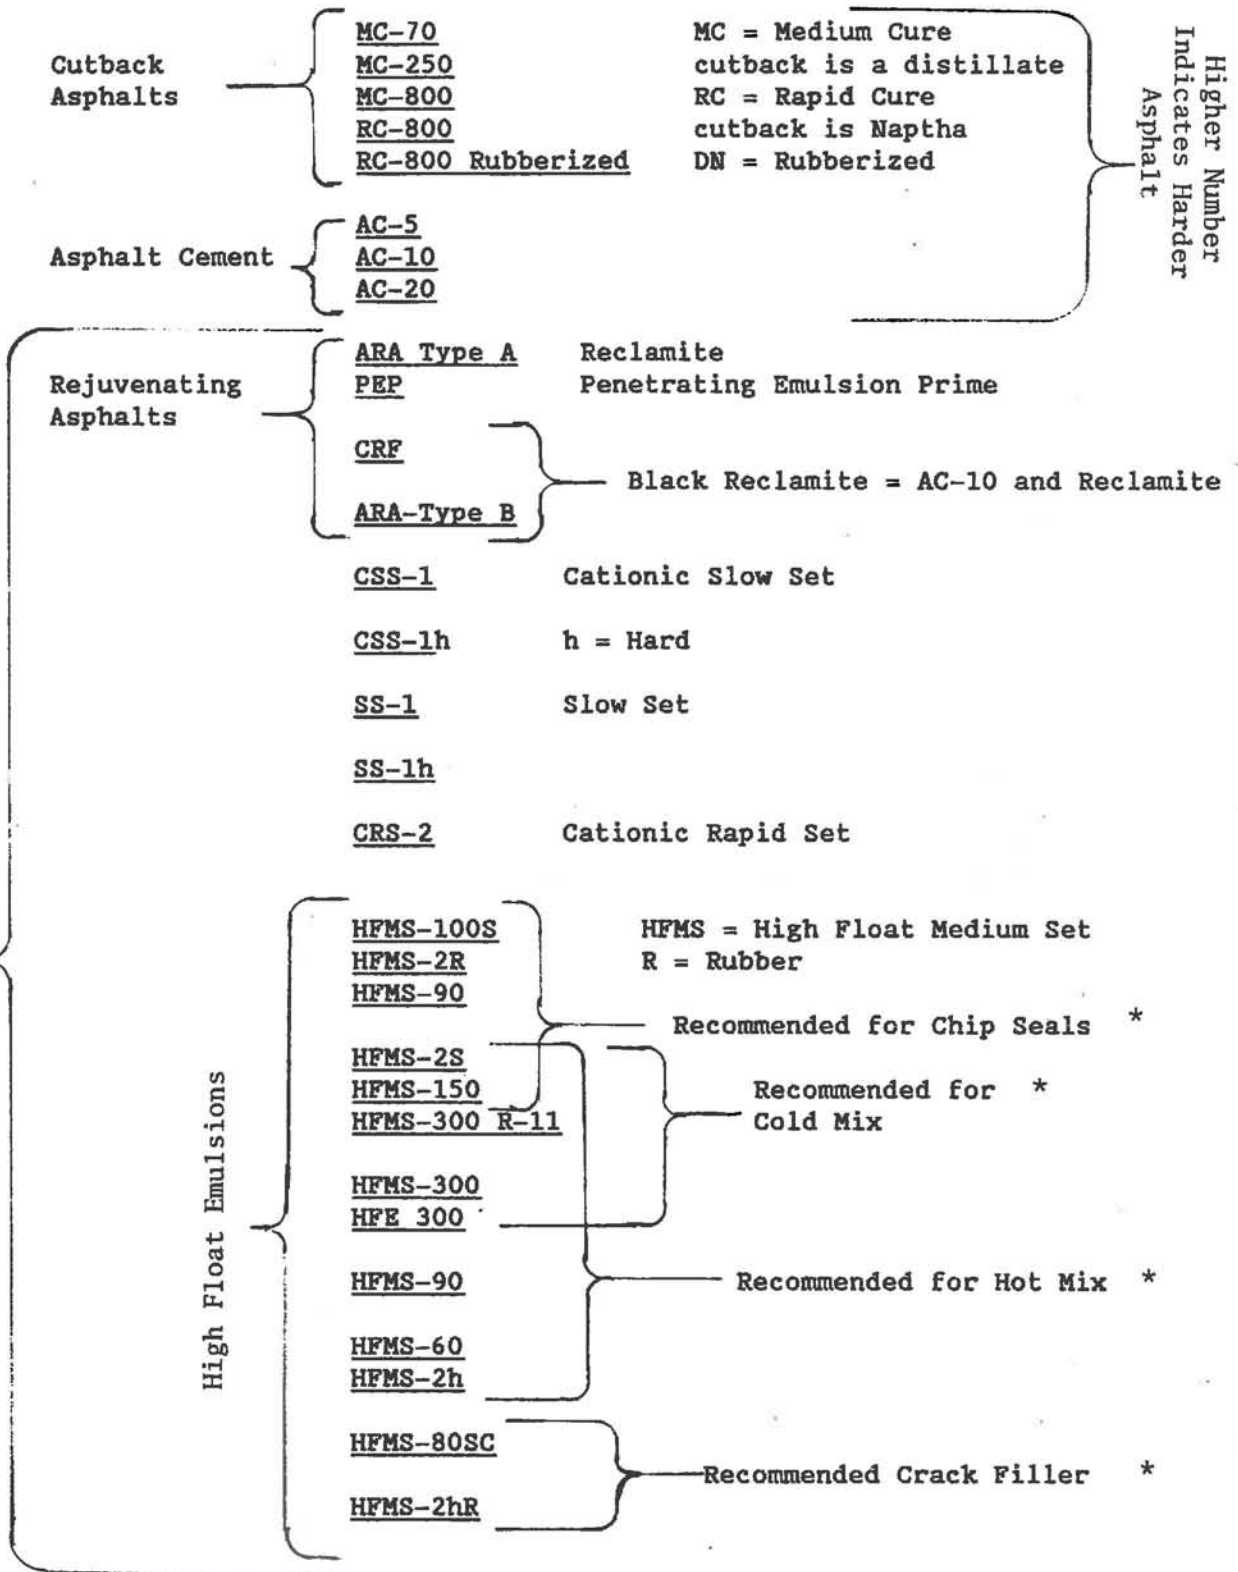 Cutback
Asphalts
MC-70
MC-250
MC-800
RC-800
RC-800 Rubberized
MC = Medium Cure
cutback is a distillate
RC = Rapid Cure
cutback is Naptha
DN = Rubberized
Higher Number
Indicates Harder
Asphalt
Asphalt Cement
AC-5
AC-10
AC-20
Rejuvenating
Asphalts
ARA Type A Reclamite
PEP Penetrating Emulsion Prime
CRF
ARA-Type B
Black Reclamite = AC-10 and Reclamite
CSS-1 Cationic Slow Set
CSS-1h h = Hard
SS-1 Slow Set
SS-1h
CRS-2 Cationic Rapid Set
High Float Emulsions
HFMS-100S HFMS = High Float Medium Set
HFMS-2R R = Rubber
HFMS-90
Recommended for Chip Seals *
HFMS-2S
HFMS-150
HFMS-300 R-11
Recommended for *
Cold Mix
HFMS-300
HFE 300
HFMS-90 Recommended for Hot Mix *
HFMS-60
HFMS-2h
HFMS-80SC
Recommended Crack Filler *
HFMS-2hR